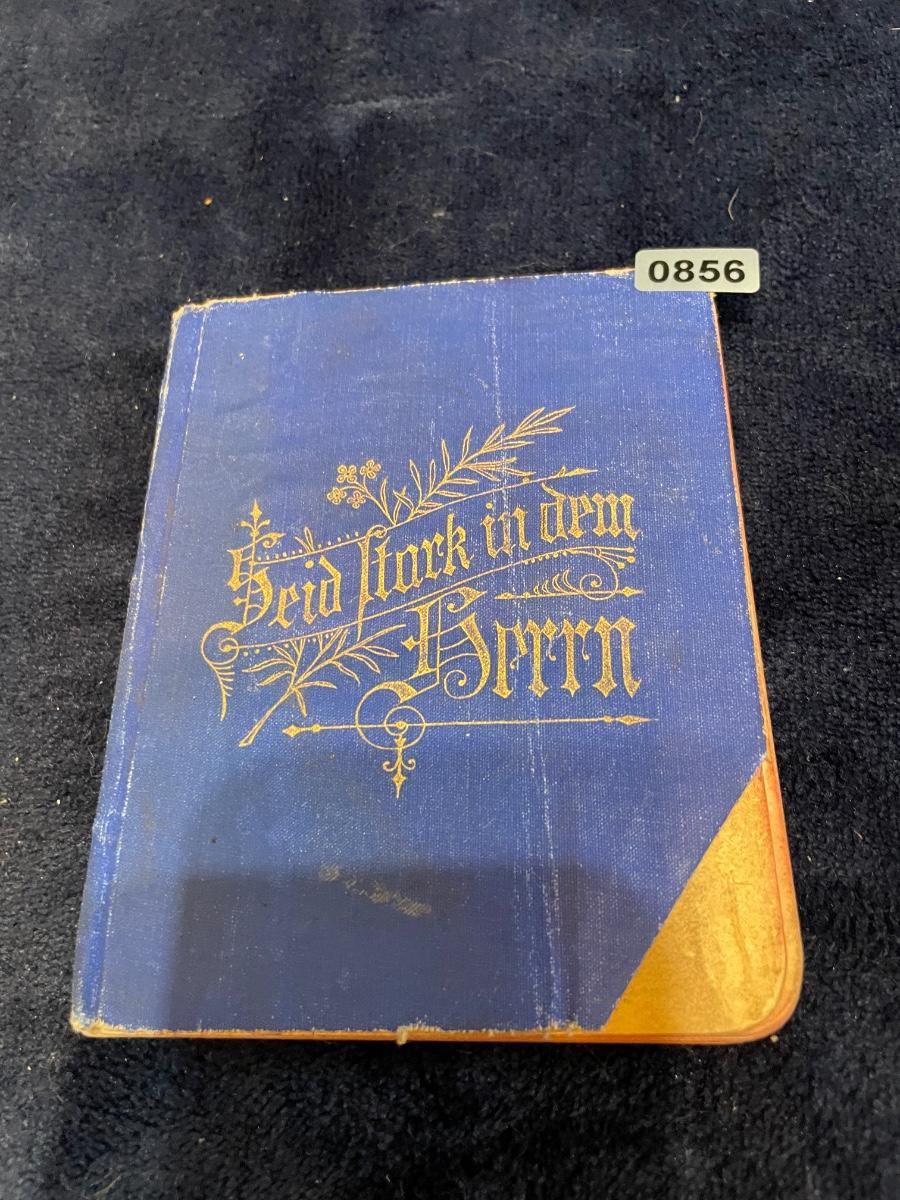 0856
Seid stark in dem
Herrn